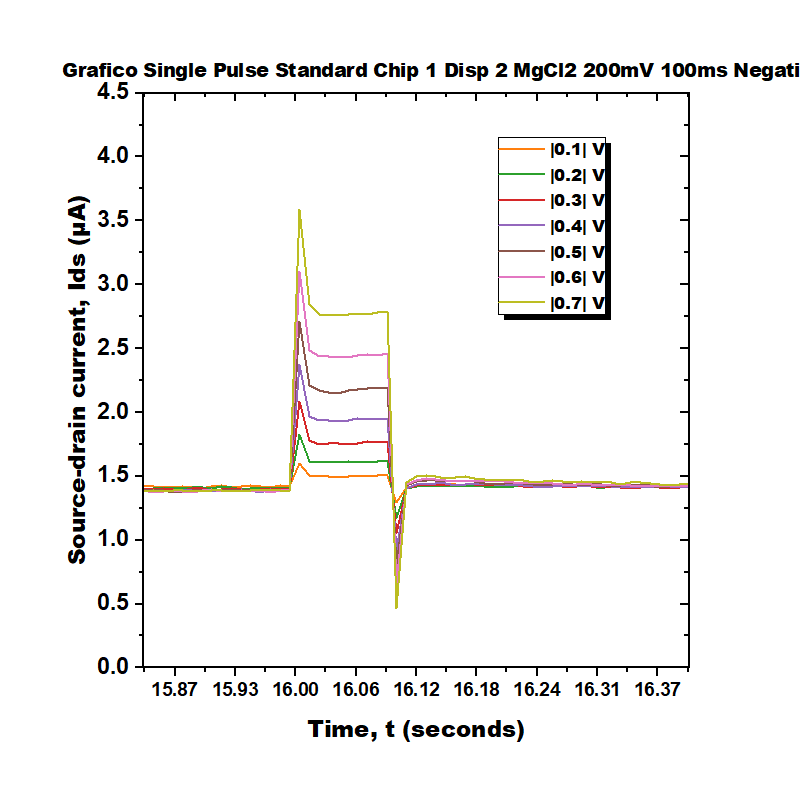 Grafico Single Pulse Standard Chip 1 Disp 2 MgCl2 200mV 100ms Negati
4.5
4.0
3.5
3.0
2.5
2.0
1.5
1.0
0.5
0.0
Source-drain current, Ids (μA)
|0.1| V
|0.2| V
|0.3| V
|0.4| V
|0.5| V
|0.6| V
|0.7| V
15.87 15.93 16.00 16.06 16.12 16.18 16.24 16.31 16.37
Time, t (seconds)